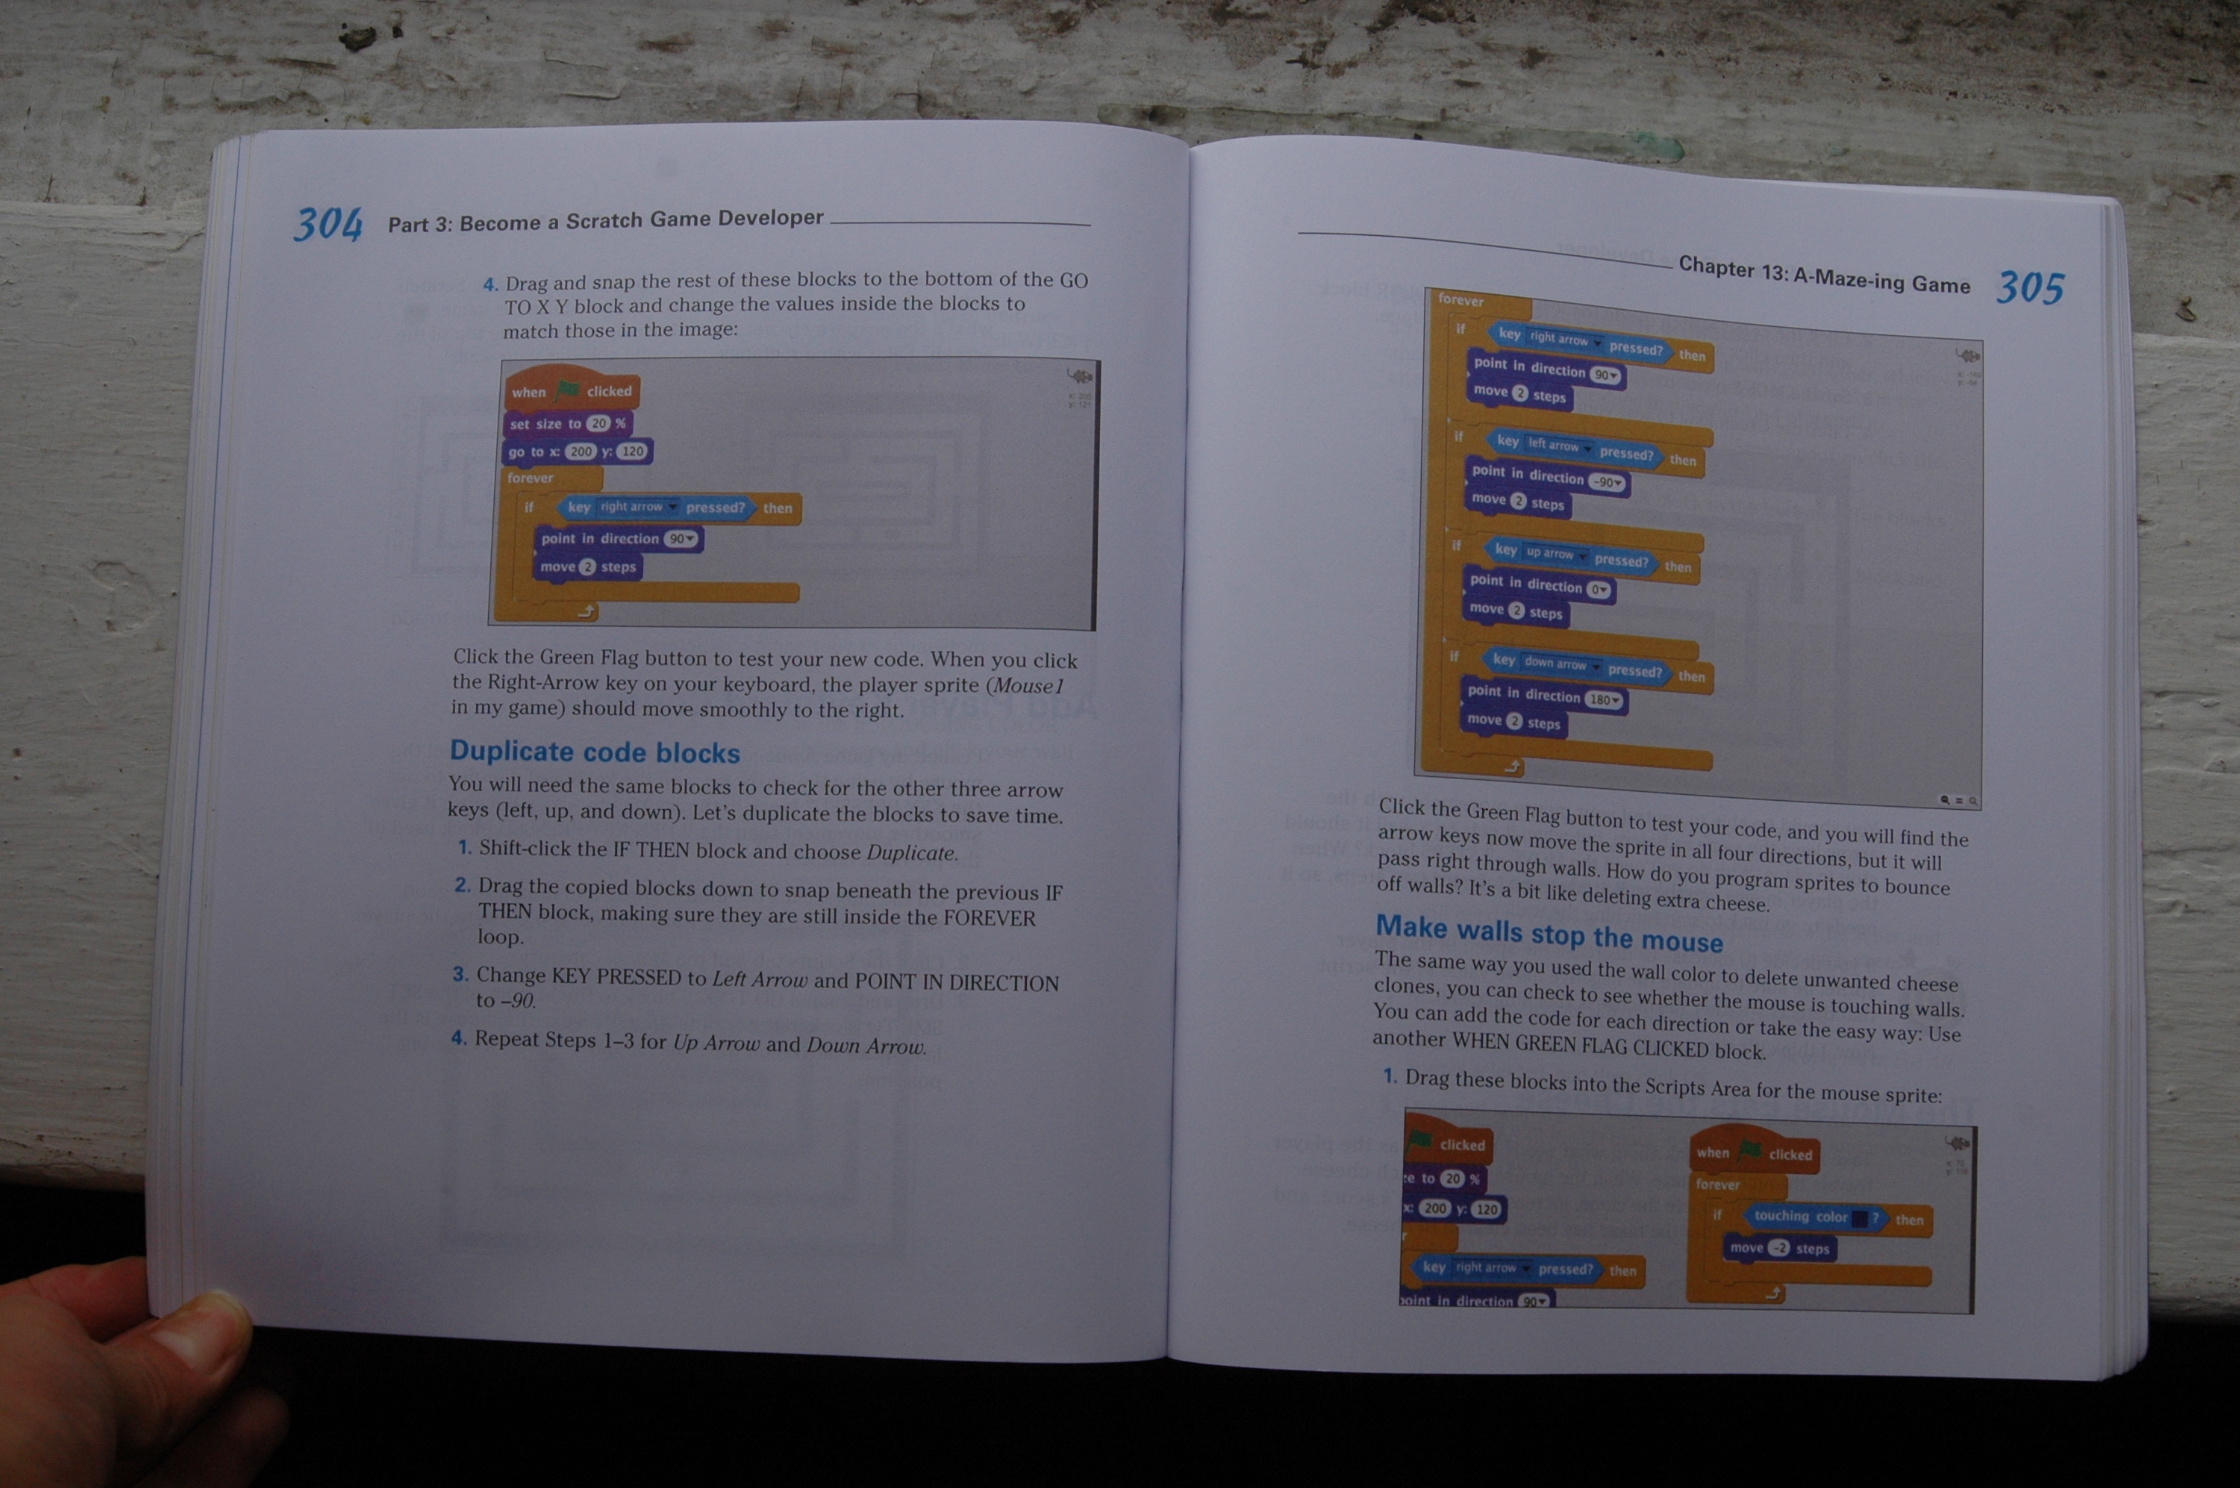 304 Part 3: Become a Scratch Game Developer
4. Drag and snap the rest of these blocks to the bottom of the GO
TO X Y block and change the values inside the blocks to
match those in the image:
when clicked
set size to 20 %
go to x: 200 y: 120
forever
if key right arrow pressed? then
point in direction 90
move 2 steps
Click the Green Flag button to test your new code. When you click
the Right-Arrow key on your keyboard, the player sprite (Mouse1
in my game) should move smoothly to the right.
Duplicate code blocks
You will need the same blocks to check for the other three arrow
keys (left, up, and down). Let's duplicate the blocks to save time.
1. Shift-click the IF THEN block and choose Duplicate.
2. Drag the copied blocks down to snap beneath the previous IF
THEN block, making sure they are still inside the FOREVER
loop.
3. Change KEY PRESSED to Left Arrow and POINT IN DIRECTION
to –90.
4. Repeat Steps 1–3 for Up Arrow and Down Arrow.
Chapter 13: A-Maze-ing Game 305
forever
if key right arrow pressed? then
point in direction 90
move 2 steps
if key left arrow pressed? then
point in direction -90
move 2 steps
if key up arrow pressed? then
point in direction 0
move 2 steps
if key down arrow pressed? then
point in direction 180
move 2 steps
Click the Green Flag button to test your code, and you will find the
arrow keys now move the sprite in all four directions, but it will
pass right through walls. How do you program sprites to bounce
off walls? It's a bit like deleting extra cheese.
Make walls stop the mouse
The same way you used the wall color to delete unwanted cheese
clones, you can check to see whether the mouse is touching walls.
You can add the code for each direction or take the easy way: Use
another WHEN GREEN FLAG CLICKED block.
1. Drag these blocks into the Scripts Area for the mouse sprite:
clicked
ze to 20 %
x: 200 y: 120
r
key right arrow pressed? then
point in direction 90
when clicked
forever
if touching color ? then
move -2 steps